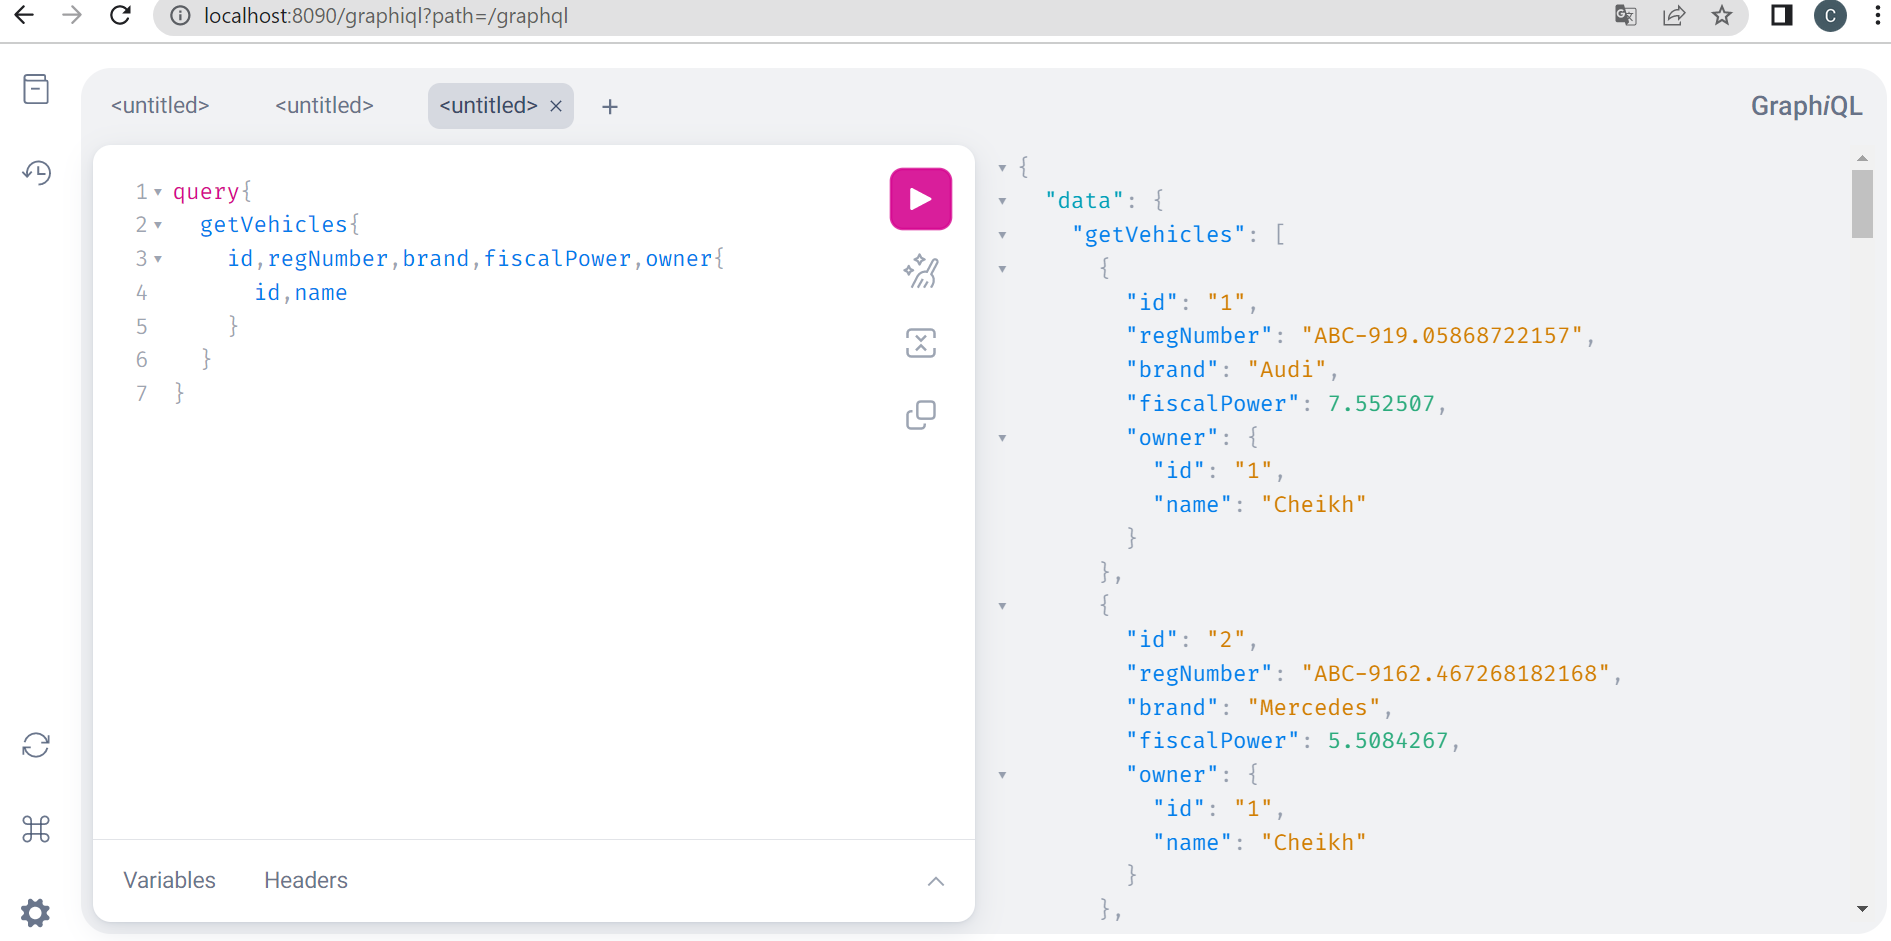 localhost:8090/graphiql?path=/graphql
C
<untitled>
<untitled>
<untitled>
GraphiQL
1 query{
2   getVehicles{
3     id,regNumber,brand,fiscalPower,owner{
4       id,name
5     }
6   }
7 }
Variables
Headers
{
  "data": {
    "getVehicles": [
      {
        "id": "1",
        "regNumber": "ABC-919.05868722157",
        "brand": "Audi",
        "fiscalPower": 7.552507,
        "owner": {
          "id": "1",
          "name": "Cheikh"
        }
      },
      {
        "id": "2",
        "regNumber": "ABC-9162.467268182168",
        "brand": "Mercedes",
        "fiscalPower": 5.5084267,
        "owner": {
          "id": "1",
          "name": "Cheikh"
        }
      },